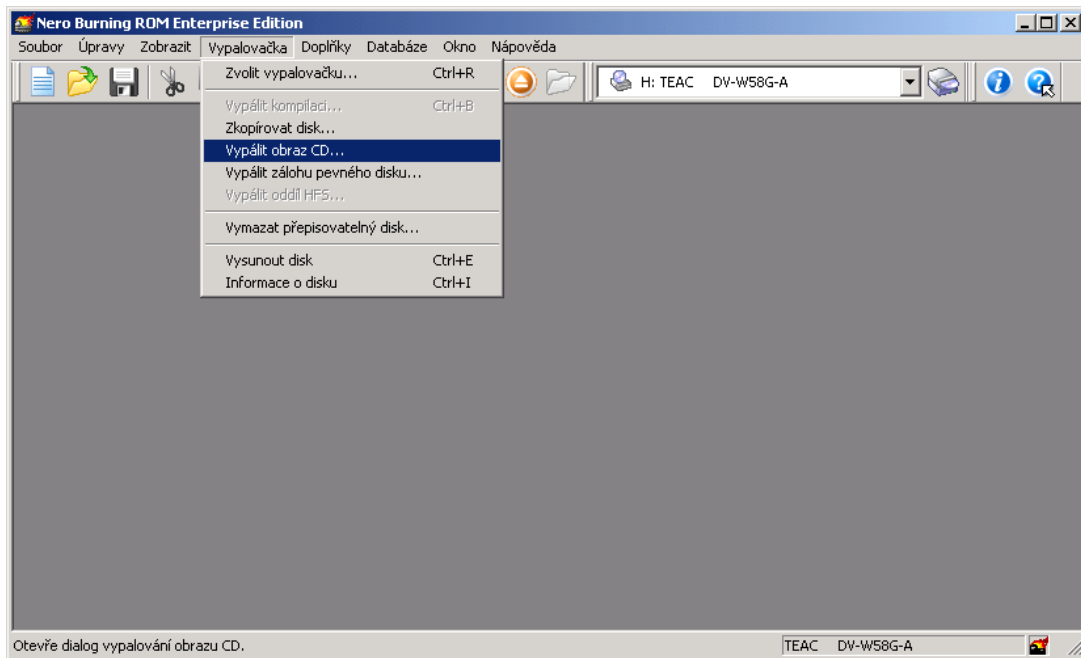 Nero Burning ROM Enterprise Edition
Soubor Úpravy Zobrazit Vypalovačka Doplňky Databáze Okno Nápověda
H: TEAC DV-W58G-A
Zvolit vypalovačku... Ctrl+R
Vypálit kompilaci... Ctrl+B
Zkopírovat disk...
Vypálit obraz CD...
Vypálit zálohu pevného disku...
Vypálit oddíl HFS...
Vymazat přepisovatelný disk...
Vysunout disk Ctrl+E
Informace o disku Ctrl+I
Otevře dialog vypalování obrazu CD. TEAC DV-W58G-A